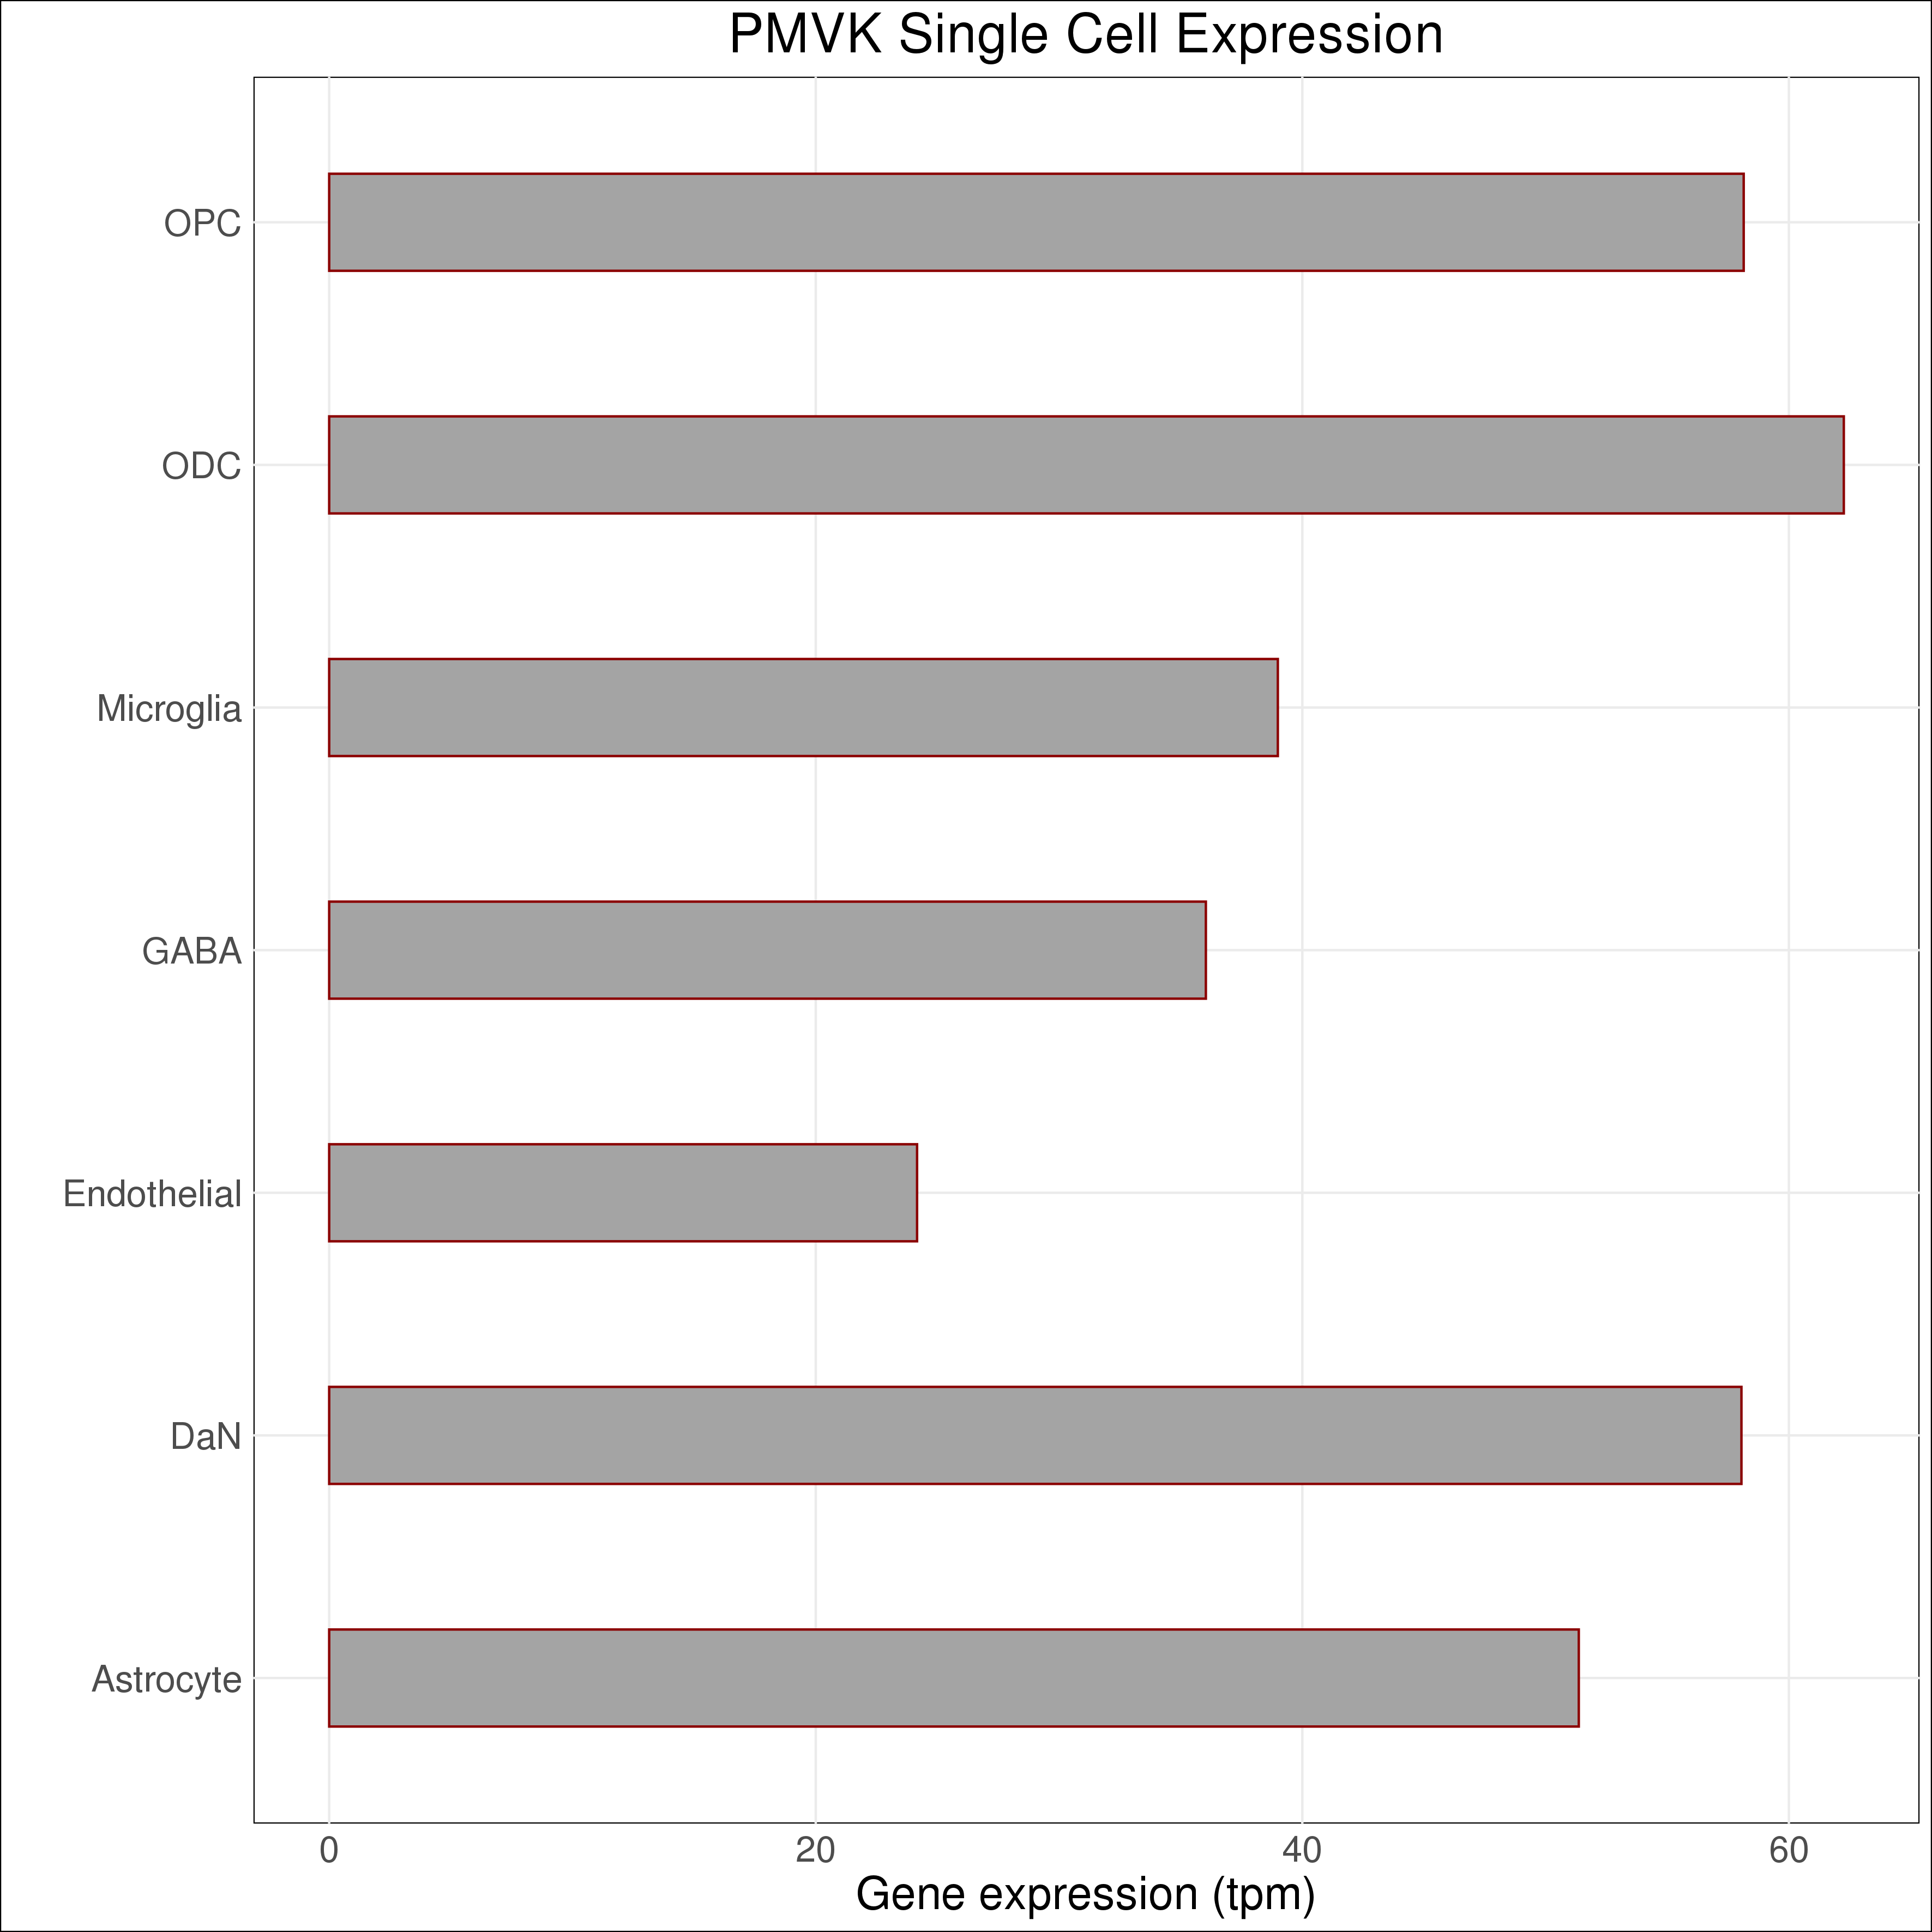 PMVK Single Cell Expression
OPC
ODC
Microglia
GABA
Endothelial
DaN
Astrocyte
0 20 40 60
Gene expression (tpm)